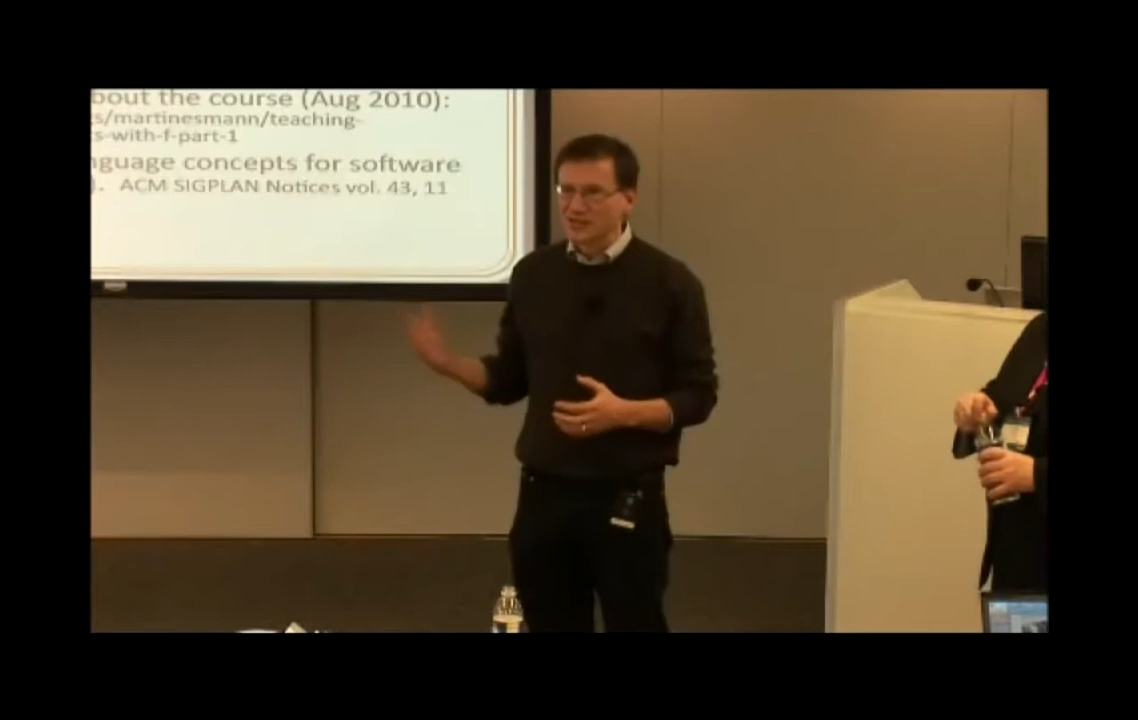 bout the course (Aug 2010):
s/martinesmann/teaching-
s-with-f-part-1
nguage concepts for software
). ACM SIGPLAN Notices vol. 43, 11